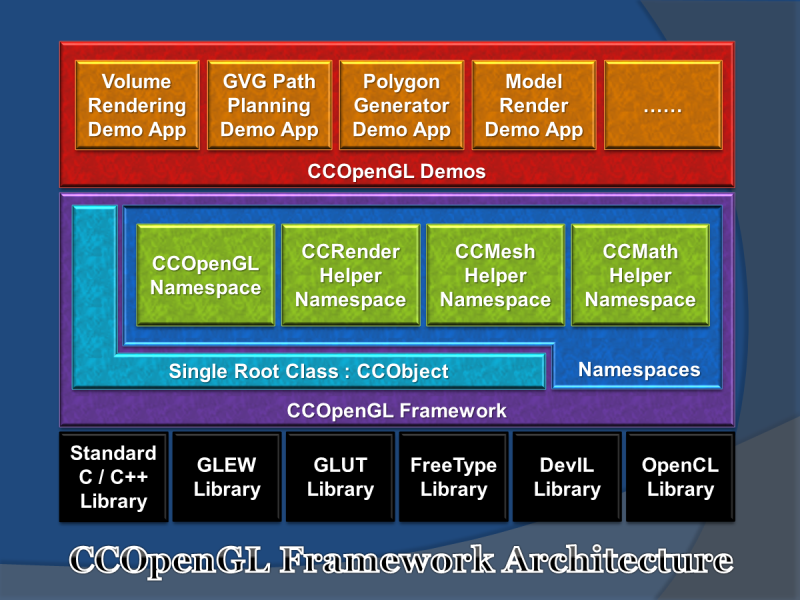 Volume
Rendering
Demo App
GVG Path
Planning
Demo App
Polygon
Generator
Demo App
Model
Render
Demo App
......
CCOpenGL Demos
CCOpenGL
Namespace
CCRender
Helper
Namespace
CCMesh
Helper
Namespace
CCMath
Helper
Namespace
Single Root Class : CCObject
Namespaces
CCOpenGL Framework
Standard
C / C++
Library
GLEW
Library
GLUT
Library
FreeType
Library
DevIL
Library
OpenCL
Library
CCOpenGL Framework Architecture